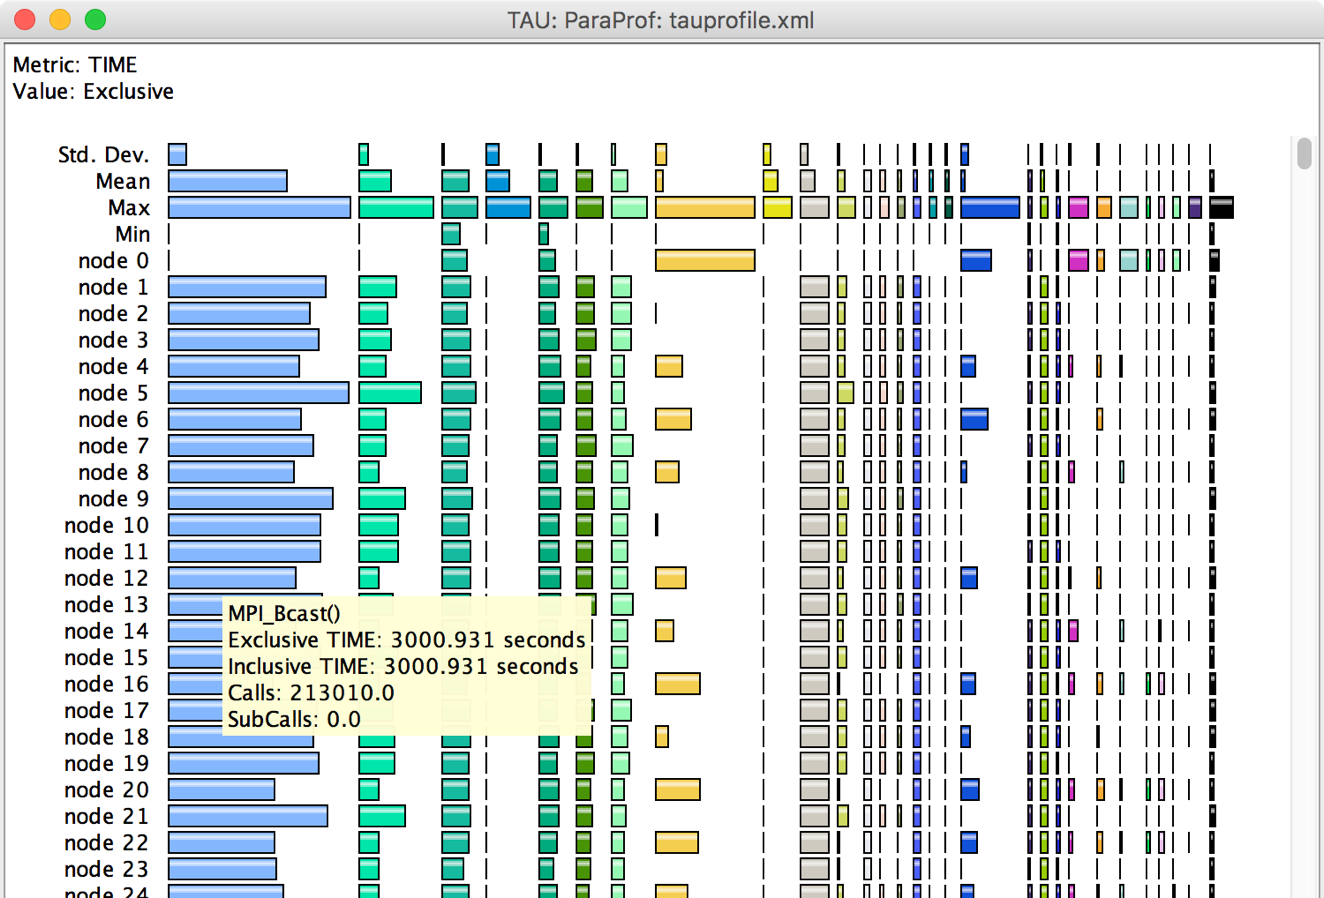 TAU: ParaProf: tauprofile.xml
Metric: TIME
Value: Exclusive
Std. Dev.
Mean
Max
Min
node 0
node 1
node 2
node 3
node 4
node 5
node 6
node 7
node 8
node 9
node 10
node 11
node 12
node 13
MPI_Bcast()
node 14
Exclusive TIME: 3000.931 seconds
node 15
Inclusive TIME: 3000.931 seconds
node 16
Calls: 213010.0
node 17
SubCalls: 0.0
node 18
node 19
node 20
node 21
node 22
node 23
node 24